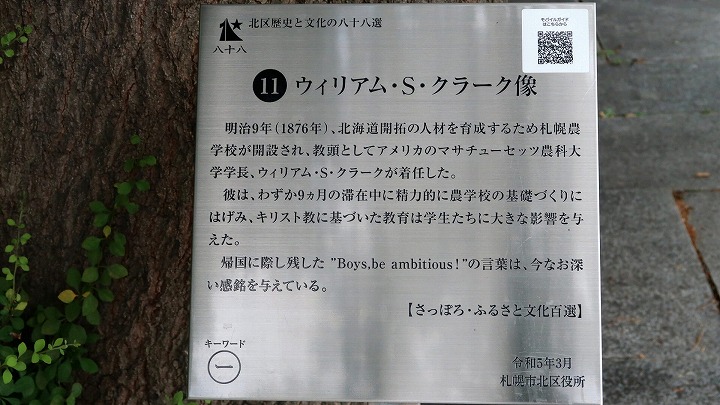 北区歴史と文化の八十八選
八十八
モバイルガイド
はこちらから
11 ウィリアム・S・クラーク像
明治9年(1876年)、北海道開拓の人材を育成するため札幌農
学校が開設され、教頭としてアメリカのマサチューセッツ農科大
学学長、ウィリアム・S・クラークが着任した。
彼は、わずか9ヵ月の滞在中に精力的に農学校の基礎づくりに
はげみ、キリスト教に基づいた教育は学生たちに大きな影響を与
えた。
帰国に際し残した "Boys,be ambitious!"の言葉は、今なお深
い感銘を与えている。
【さっぽろ・ふるさと文化百選】
キーワード
一
令和5年3月
札幌市北区役所